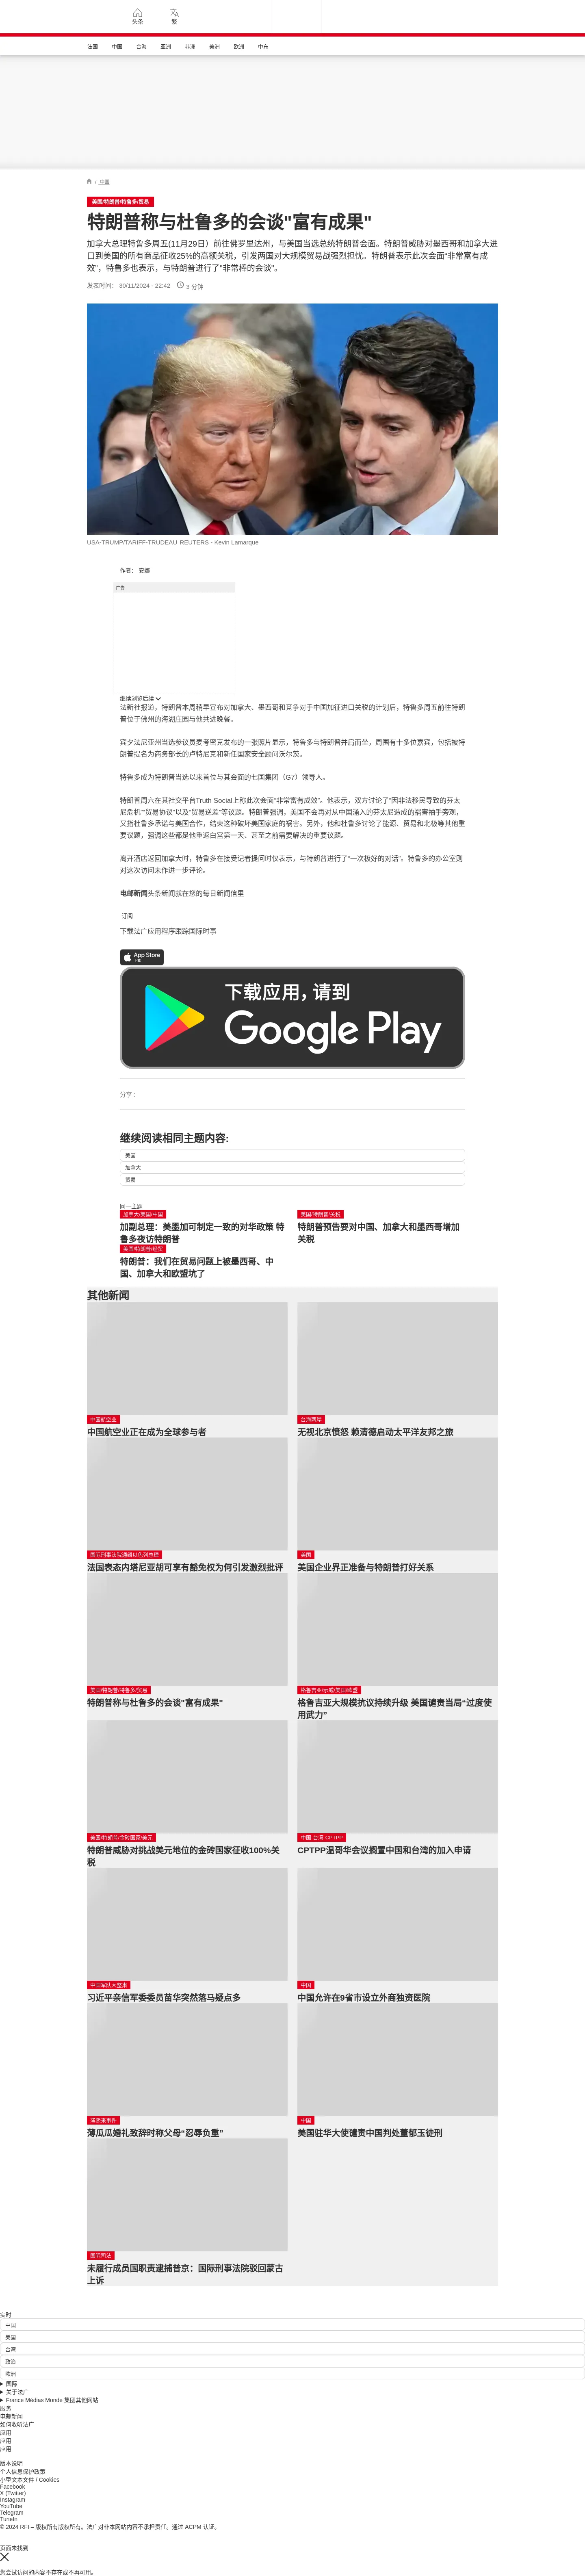 头条
繁
法国
中国
台海
亚洲
非洲
美洲
欧洲
中东
/ 中国
美国/特朗普/特鲁多/贸易
特朗普称与杜鲁多的会谈"富有成果"
加拿大总理特鲁多周五(11月29日）前往佛罗里达州，与美国当选总统特朗普会面。特朗普威胁对墨西哥和加拿大进
口到美国的所有商品征收25%的高额关税，引发两国对大规模贸易战强烈担忧。特朗普表示此次会面“非常富有成
效”，特鲁多也表示，与特朗普进行了”非常棒的会谈”。
发表时间： 30/11/2024 - 22:42
3 分钟
USA-TRUMP/TARIFF-TRUDEAU REUTERS - Kevin Lamarque
作者： 安娜
广告
继续浏览后续
法新社报道，特朗普本周稍早宣布对加拿大、墨西哥和竞争对手中国加征进口关税的计划后，特鲁多周五前往特朗
普位于佛州的海湖庄园与他共进晚餐。
宾夕法尼亚州当选参议员麦考密克发布的一张照片显示，特鲁多与特朗普并肩而坐，周围有十多位嘉宾，包括被特
朗普提名为商务部长的卢特尼克和新任国家安全顾问沃尔茨。
特鲁多成为特朗普当选以来首位与其会面的七国集团（G7）领导人。
特朗普周六在其社交平台Truth Social上称此次会面“非常富有成效”。他表示，双方讨论了“因非法移民导致的芬太
尼危机”“贸易协议”以及“贸易逆差”等议题。特朗普强调，美国不会再对从中国涌入的芬太尼造成的祸害袖手旁观，
又指杜鲁多承诺与美国合作，结束这种破坏美国家庭的祸害。另外，他和杜鲁多讨论了能源、贸易和北极等其他重
要议题，强调这些都是他重返白宫第一天、甚至之前需要解决的重要议题。
离开酒店返回加拿大时，特鲁多在接受记者提问时仅表示，与特朗普进行了“一次极好的对话”。特鲁多的办公室则
对这次访问未作进一步评论。
电邮新闻头条新闻就在您的每日新闻信里
订阅
下载法广应用程序跟踪国际时事
App Store
下载
下载应用，请到
Google Play
分享 :
继续阅读相同主题内容:
美国
加拿大
贸易
同一主题
加拿大/美国/中国
加副总理：美墨加可制定一致的对华政策 特
鲁多夜访特朗普
美国/特朗普/关税
特朗普预告要对中国、加拿大和墨西哥增加
关税
美国/特朗普/经贸
特朗普：我们在贸易问题上被墨西哥、中
国、加拿大和欧盟坑了
其他新闻
中国航空业
中国航空业正在成为全球参与者
台海两岸
无视北京愤怒 赖清德启动太平洋友邦之旅
国际刑事法院通缉以色列总理
法国表态内塔尼亚胡可享有豁免权为何引发激烈批评
美国
美国企业界正准备与特朗普打好关系
美国/特朗普/特鲁多/贸易
特朗普称与杜鲁多的会谈"富有成果"
格鲁吉亚/示威/美国/欧盟
格鲁吉亚大规模抗议持续升级 美国谴责当局“过度使
用武力”
美国/特朗普/金砖国家/美元
特朗普威胁对挑战美元地位的金砖国家征收100%关
税
中国·台湾·CPTPP
CPTPP温哥华会议搁置中国和台湾的加入申请
中国军队大整肃
习近平亲信军委委员苗华突然落马疑点多
中国
中国允许在9省市设立外商独资医院
薄熙来事件
薄瓜瓜婚礼致辞时称父母“忍辱负重”
中国
美国驻华大使谴责中国判处董郁玉徒刑
国际司法
未履行成员国职责逮捕普京：国际刑事法院驳回蒙古
上诉
实时
中国
美国
台湾
政治
欧洲
国际
关于法广
France Médias Monde 集团其他网站
服务
电邮新闻
如何收听法广
应用
应用
应用
版本说明
个人信息保护政策
小型文本文件 / Cookies
Facebook
X (Twitter)
Instagram
YouTube
Telegram
TuneIn
© 2024 RFI – 版权所有版权所有。法广对非本网站内容不承担责任。通过 ACPM 认证。
页面未找到
您尝试访问的内容不存在或不再可用。